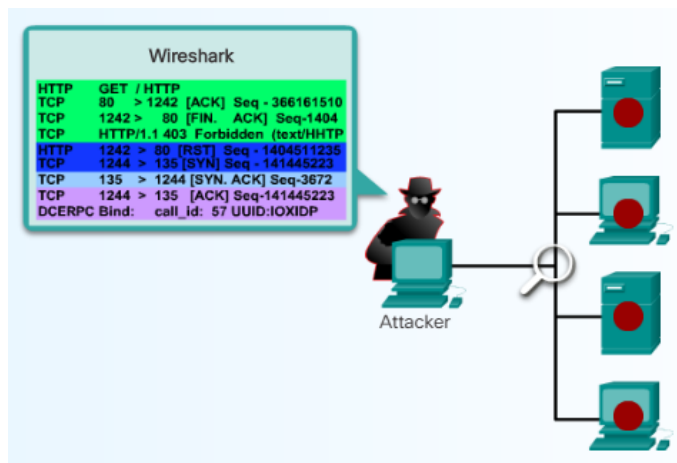 Wireshark
HTTP GET / HTTP
TCP 80 > 1242 [ACK] Seq - 366161510
TCP 1242 > 80 [FIN. ACK] Seq-1404
TCP HTTP/1.1 403 Forbidden (text/HHTP
HTTP 1242 > 80 [RST] Seq - 1404511235
TCP 1244 > 135 [SYN] Seq - 141445223
TCP 135 > 1244 [SYN. ACK] Seq-3672
TCP 1244 > 135 [ACK] Seq-141445223
DCERPC Bind: call_id: 57 UUID:IOXIDP
Attacker